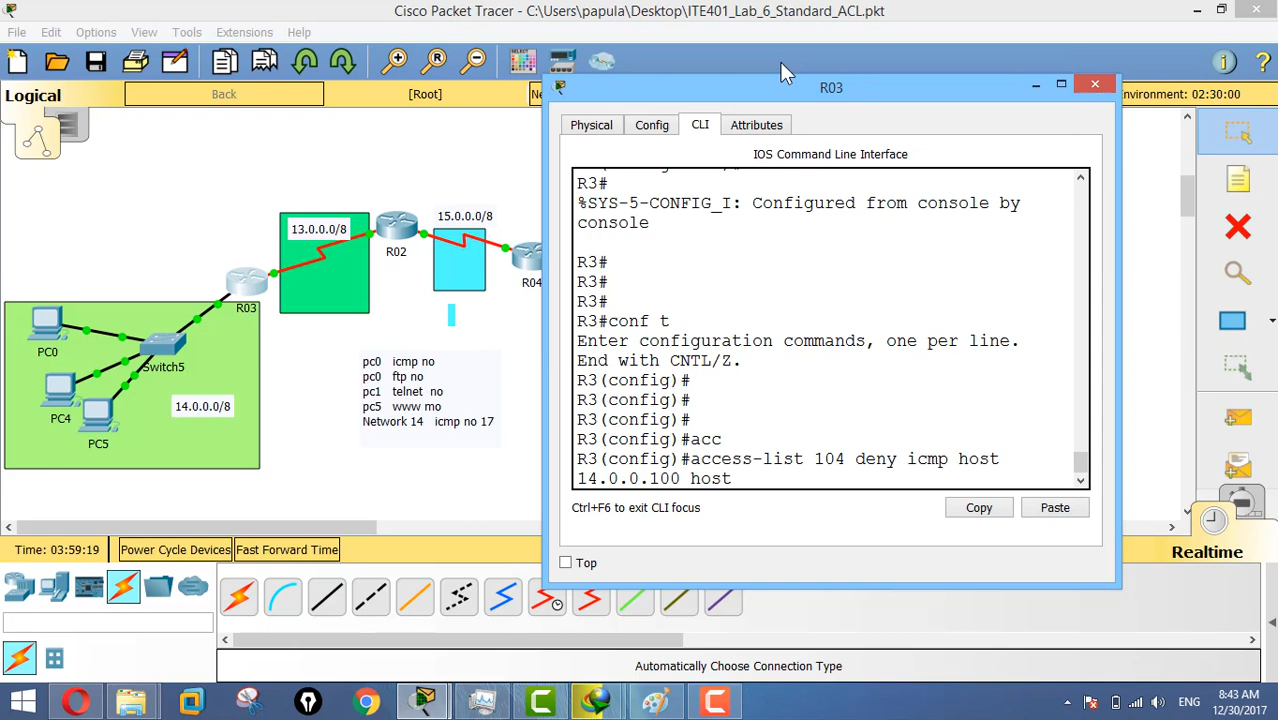 Cisco Packet Tracer - C:\Users\papula\Desktop\ITE401_Lab_6_Standard_ACL.pkt
File Edit Options View Tools Extensions Help
Logical Back [Root] Ne Environment: 02:30:00
R03
Physical Config CLI Attributes
IOS Command Line Interface
R3#
%SYS-5-CONFIG_I: Configured from console by
console
R3#
R3#
R3#
R3#conf t
Enter configuration commands, one per line.
End with CNTL/Z.
R3(config)#
R3(config)#
R3(config)#
R3(config)#acc
R3(config)#access-list 104 deny icmp host
14.0.0.100 host
Ctrl+F6 to exit CLI focus
Copy Paste
Top
13.0.0.0/8
15.0.0.0/8
R02
R04
R03
PC0
Switch5
PC4
PC5
14.0.0.0/8
pc0 icmp no
pc0 ftp no
pc1 telnet no
pc5 www mo
Network 14 icmp no 17
Time: 03:59:19 Power Cycle Devices Fast Forward Time
Realtime
SELECT
Automatically Choose Connection Type
ENG
8:43 AM
12/30/2017